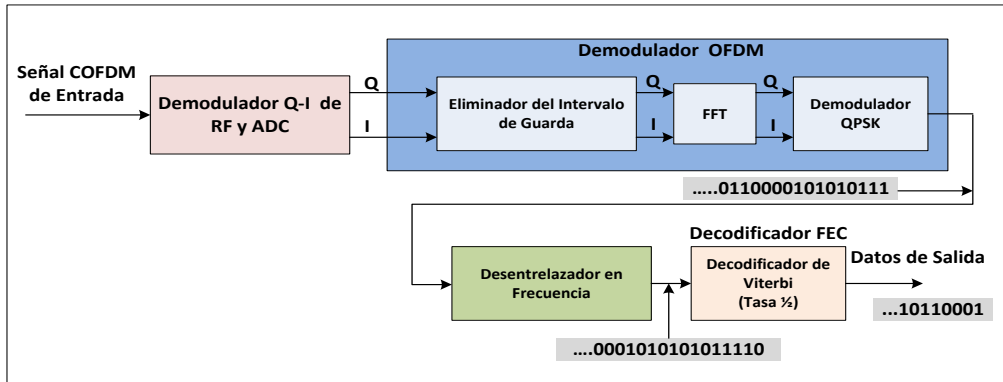 Demodulador OFDM
Señal COFDM
de Entrada
Demodulador Q-I de
RF y ADC
Q
I
Eliminador del Intervalo
de Guarda
Q
I
FFT
Q
I
Demodulador
QPSK
…..0110000101010111
Desentrelazador en
Frecuencia
Decodificador FEC
Decodificador de
Viterbi
(Tasa ½)
Datos de Salida
...10110001
….0001010101011110